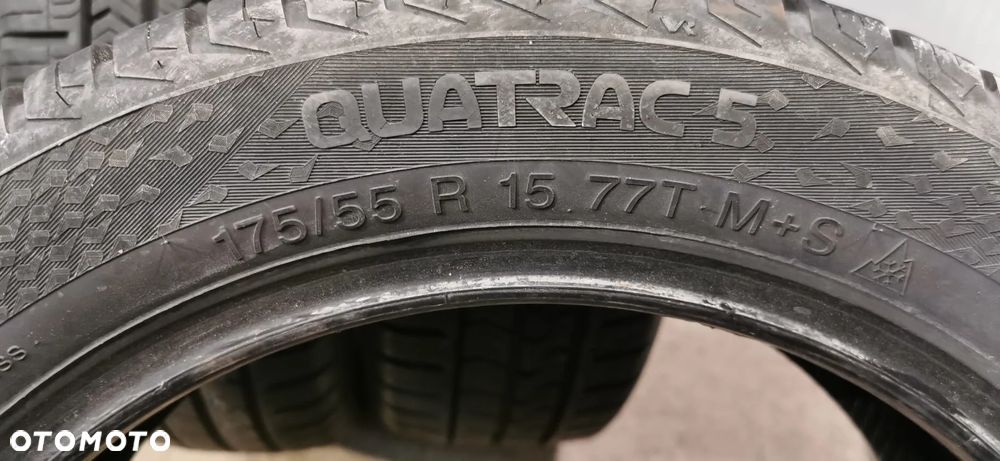 QUATRAC 5
175/55 R 15 77T M+S
OTOMOTO